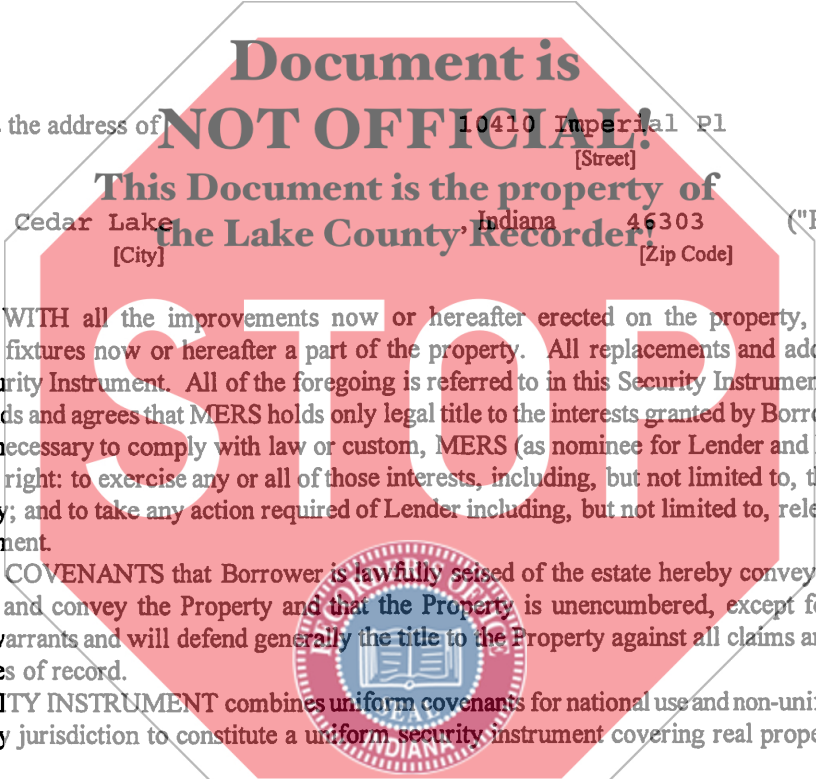 Document is
NOT OFFICIAL!
This Document is the property of
the Lake County Recorder!
the address of 10410 Imperial Pl
[Street]
Cedar Lake , Indiana 46303 ("
[City] [Zip Code]
WITH all the improvements now or hereafter erected on the property,
fixtures now or hereafter a part of the property. All replacements and add
urity Instrument. All of the foregoing is referred to in this Security Instrumen
ds and agrees that MERS holds only legal title to the interests granted by Borro
necessary to comply with law or custom, MERS (as nominee for Lender and
right: to exercise any or all of those interests, including, but not limited to, th
y; and to take any action required of Lender including, but not limited to, rele
ment.
COVENANTS that Borrower is lawfully seised of the estate hereby convey
and convey the Property and that the Property is unencumbered, except fo
warrants and will defend generally the title to the Property against all claims an
es of record.
ITY INSTRUMENT combines uniform covenants for national use and non-unif
y jurisdiction to constitute a uniform security instrument covering real prope
STOP
SEAL
INDIANA